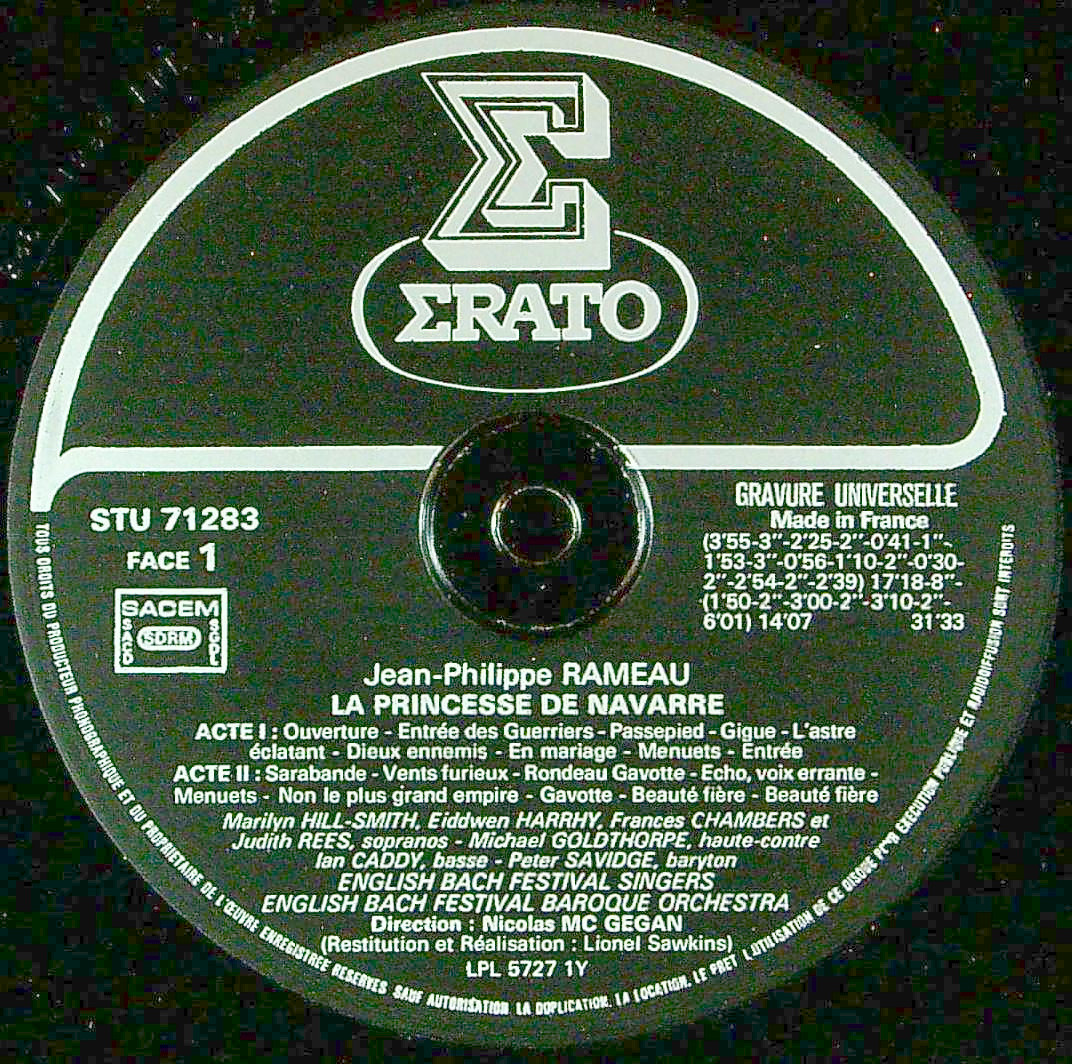 ΣRATO
STU 71283
FACE 1
SACEM
SACD
SDRM
SGDL
GRAVURE UNIVERSELLE
Made in France
(3'55-3"-2'25-2"-0'41-1"-
1'53-3"-0'56-1'10-2"-0'30-
2"-2'54-2"-2'39) 17'18-8"-
(1'50-2"-3'00-2"-3'10-2"-
6'01) 14'07 31'33
Jean-Philippe RAMEAU
LA PRINCESSE DE NAVARRE
ACTE I : Ouverture - Entrée des Guerriers - Passepied - Gigue - L'astre
éclatant - Dieux ennemis - En mariage - Menuets - Entrée
ACTE II : Sarabande - Vents furieux - Rondeau Gavotte - Echo, voix errante -
Menuets - Non le plus grand empire - Gavotte - Beauté fière - Beauté fière
Marilyn HILL-SMITH, Eiddwen HARRHY, Frances CHAMBERS et
Judith REES, sopranos - Michael GOLDTHORPE, haute-contre
Ian CADDY, basse - Peter SAVIDGE, baryton
ENGLISH BACH FESTIVAL SINGERS
ENGLISH BACH FESTIVAL BAROQUE ORCHESTRA
Direction : Nicolas MC GEGAN
(Restitution et Réalisation : Lionel Sawkins)
LPL 5727 1Y
TOUS DROITS DU PRODUCTEUR PHONOGRAPHIQUE ET DU PROPRIETAIRE DE L'ŒUVRE ENREGISTREE RESERVES SAUF AUTORISATION LA DUPLICATION, LA LOCATION, LE PRET L'UTILISATION DE CE DISQUE POUR EXECUTION PUBLIQUE ET RADIODIFFUSION SONT INTERDITS